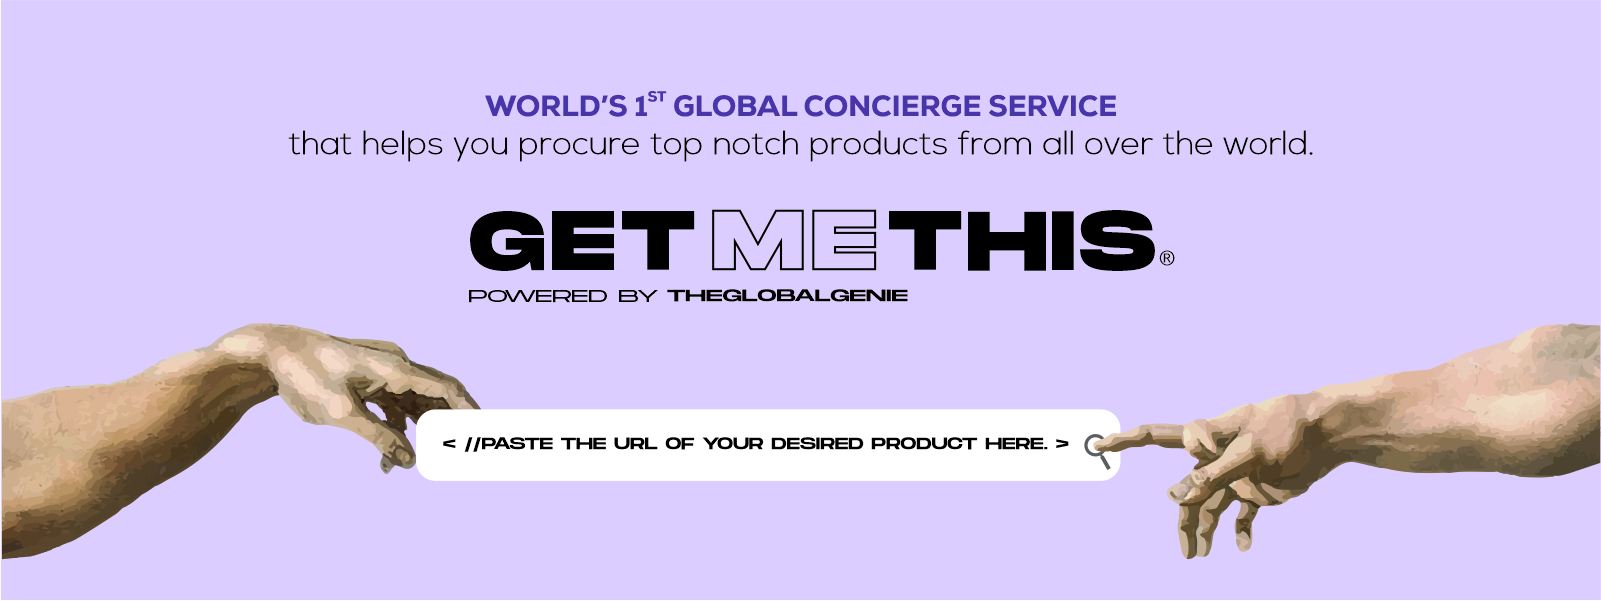 WORLD'S 1ST GLOBAL CONCIERGE SERVICE
that helps you procure top notch products from all over the world.
GET ME THIS®
POWERED BY THEGLOBALGENIE
< //PASTE THE URL OF YOUR DESIRED PRODUCT HERE. >